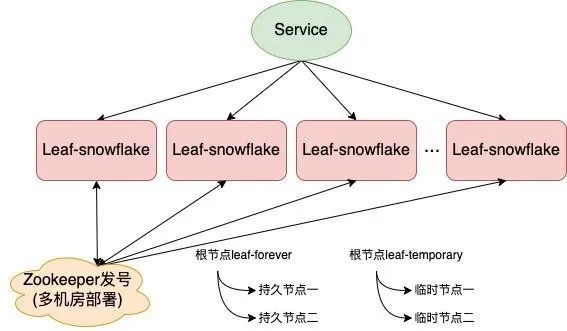 Service
Leaf-snowflake
Leaf-snowflake
Leaf-snowflake
...
Leaf-snowflake
Zookeeper发号
(多机房部署)
根节点leaf-forever
持久节点一
持久节点二
根节点leaf-temporary
临时节点一
临时节点二